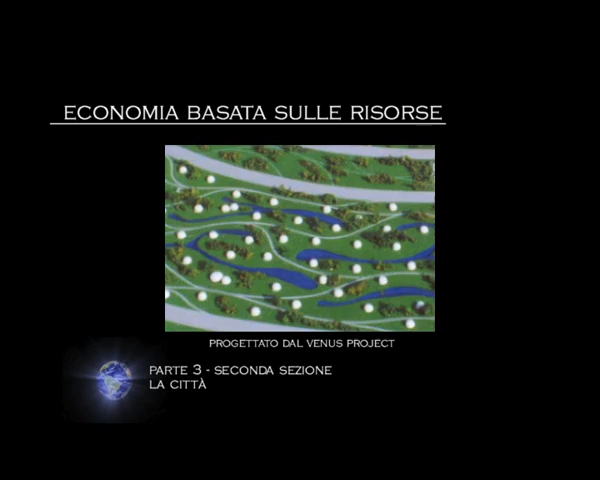 ECONOMIA BASATA SULLE RISORSE
PROGETTATO DAL VENUS PROJECT
PARTE 3 - SECONDA SEZIONE
LA CITTÀ